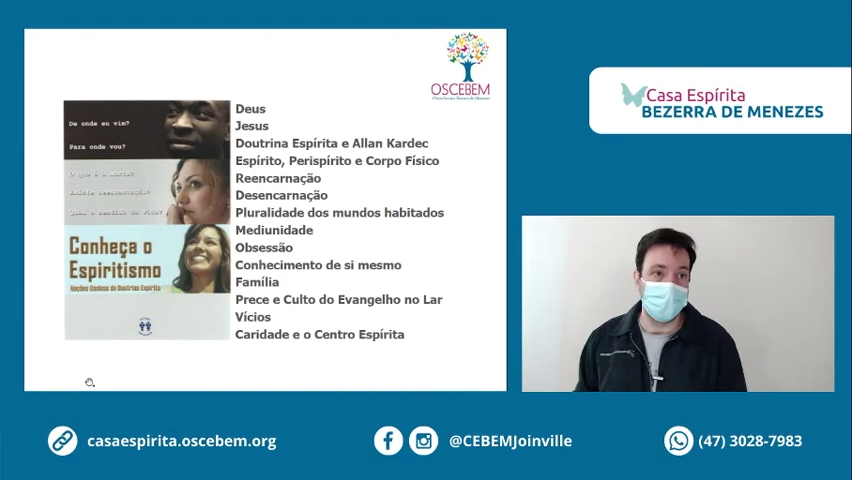 OSCEBEM
De onde eu vim?
Para onde vou?
O que é a morte?
Existe reencarnação?
Qual o sentido da vida?
Conheça o
Espiritismo
Noções Básicas de Doutrina Espírita
Deus
Jesus
Doutrina Espírita e Allan Kardec
Espírito, Perispírito e Corpo Físico
Reencarnação
Desencarnação
Pluralidade dos mundos habitados
Mediunidade
Obsessão
Conhecimento de si mesmo
Família
Prece e Culto do Evangelho no Lar
Vícios
Caridade e o Centro Espírita
Casa Espírita
BEZERRA DE MENEZES
casaespirita.oscebem.org
@CEBEMJoinville
(47) 3028-7983